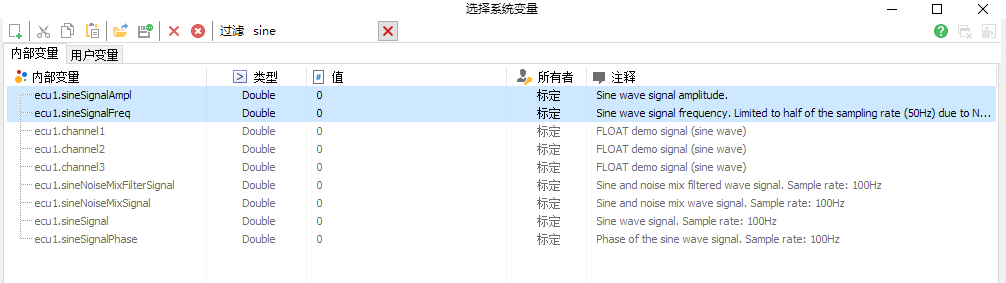 选择系统变量
过滤 sine
内部变量 用户变量
内部变量 类型 值 所有者 注释
ecu1.sineSignalAmpl Double 0 标定 Sine wave signal amplitude.
ecu1.sineSignalFreq Double 0 标定 Sine wave signal frequency. Limited to half of the sampling rate (50Hz) due to N...
ecu1.channel1 Double 0 标定 FLOAT demo signal (sine wave)
ecu1.channel2 Double 0 标定 FLOAT demo signal (sine wave)
ecu1.channel3 Double 0 标定 FLOAT demo signal (sine wave)
ecu1.sineNoiseMixFilterSignal Double 0 标定 Sine and noise mix filtered wave signal. Sample rate: 100Hz
ecu1.sineNoiseMixSignal Double 0 标定 Sine and noise mix wave signal. Sample rate: 100Hz
ecu1.sineSignal Double 0 标定 Sine wave signal. Sample rate: 100Hz
ecu1.sineSignalPhase Double 0 标定 Phase of the sine wave signal. Sample rate: 100Hz